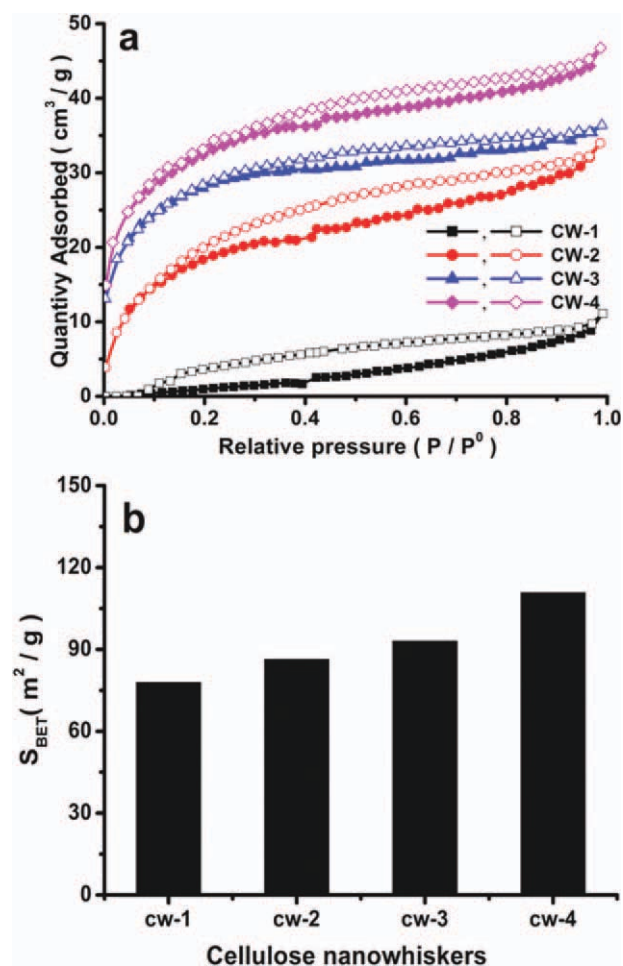 a
Quantivy Adsorbed ( cm³ / g )
50
40
30
20
10
0
CW-1
CW-2
CW-3
CW-4
0.0 0.2 0.4 0.6 0.8 1.0
Relative pressure ( P / P⁰ )
b
S_BET ( m² / g )
150
120
90
60
30
0
cw-1 cw-2 cw-3 cw-4
Cellulose nanowhiskers